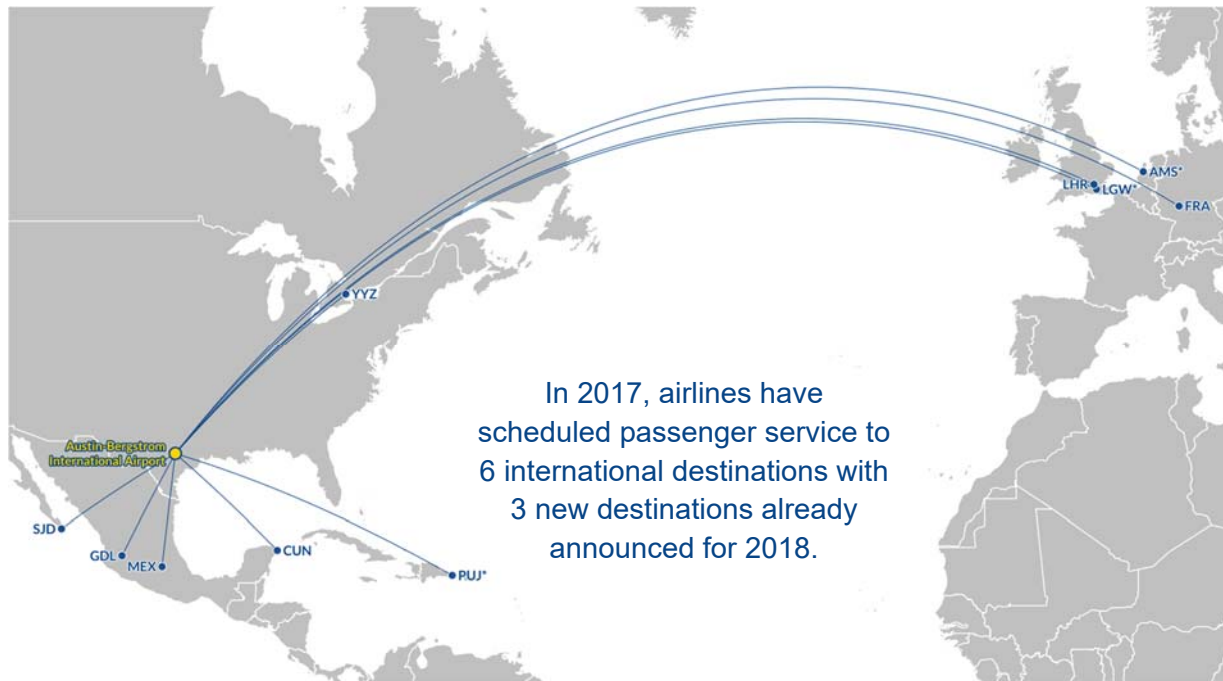 AMS*
LHR
LGW*
FRA
YYZ
In 2017, airlines have
scheduled passenger service to
6 international destinations with
3 new destinations already
announced for 2018.
Austin-Bergstrom
International Airport
SJD
GDL
MEX
CUN
PUJ*